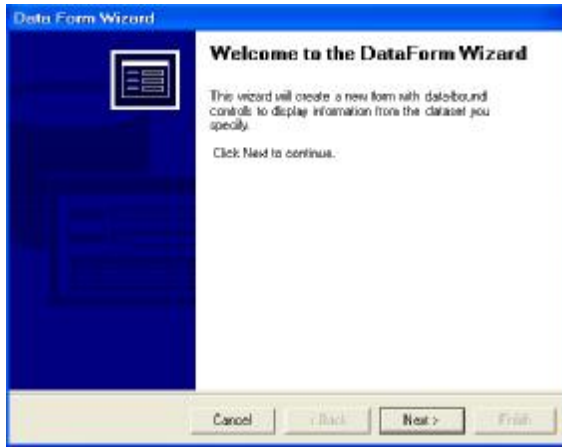 Data Form Wizard
Welcome to the DataForm Wizard
This wizard will create a new form with data-bound
controls to display information from the dataset you
specify.
Click Next to continue.
Cancel < Back Next > Finish